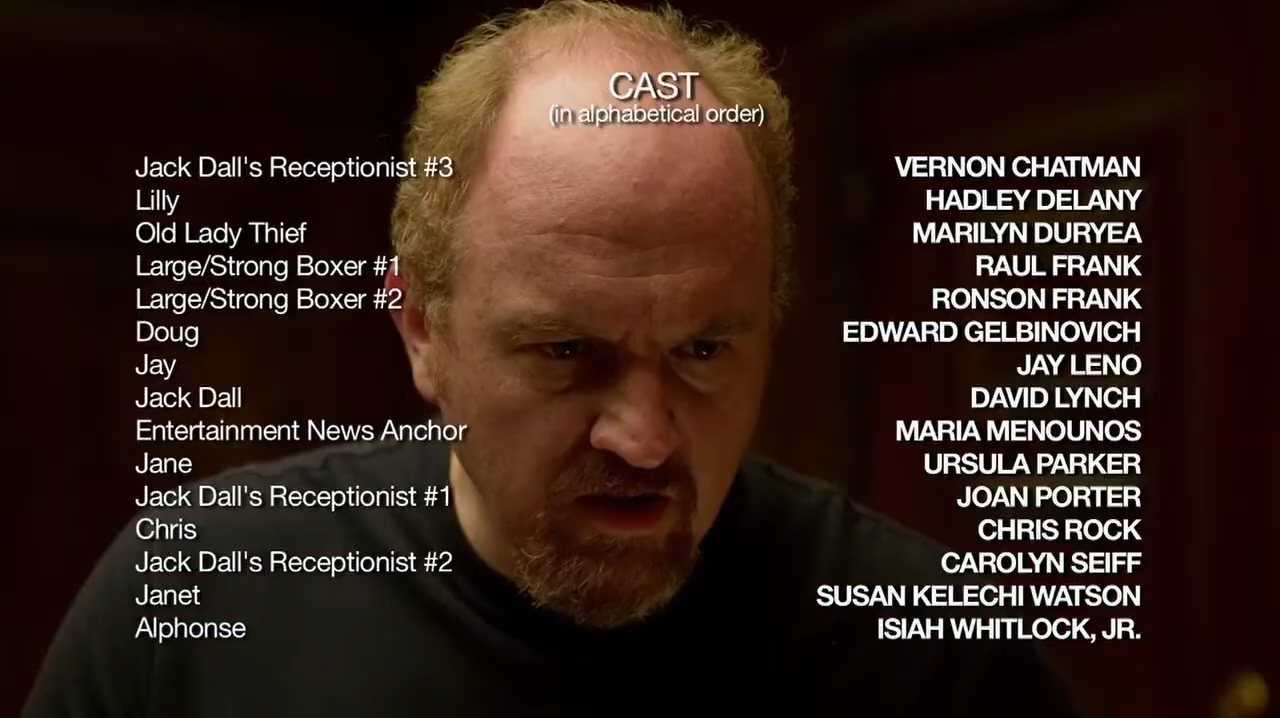 CAST
(in alphabetical order)
Jack Dall's Receptionist #3 VERNON CHATMAN
Lilly HADLEY DELANY
Old Lady Thief MARILYN DURYEA
Large/Strong Boxer #1 RAUL FRANK
Large/Strong Boxer #2 RONSON FRANK
Doug EDWARD GELBINOVICH
Jay JAY LENO
Jack Dall DAVID LYNCH
Entertainment News Anchor MARIA MENOUNOS
Jane URSULA PARKER
Jack Dall's Receptionist #1 JOAN PORTER
Chris CHRIS ROCK
Jack Dall's Receptionist #2 CAROLYN SEIFF
Janet SUSAN KELECHI WATSON
Alphonse ISIAH WHITLOCK, JR.